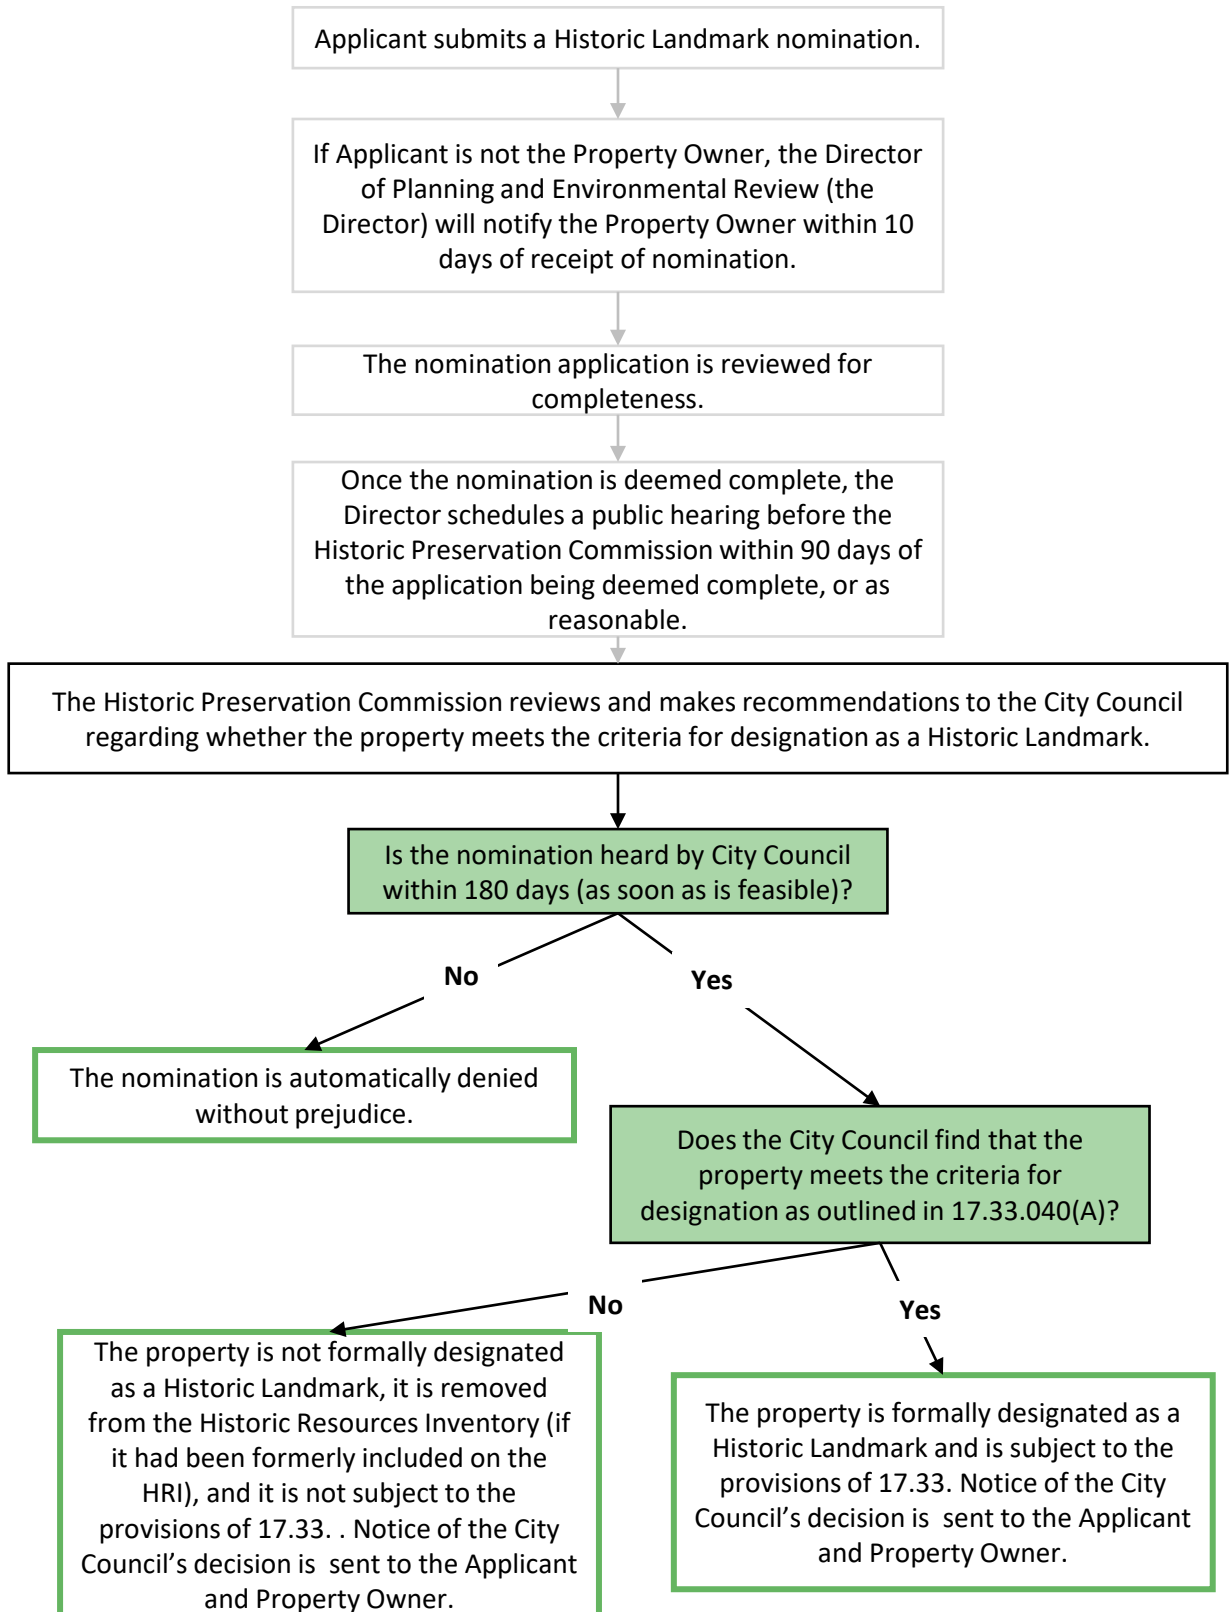 Applicant submits a Historic Landmark nomination.
If Applicant is not the Property Owner, the Director
of Planning and Environmental Review (the
Director) will notify the Property Owner within 10
days of receipt of nomination.
The nomination application is reviewed for
completeness.
Once the nomination is deemed complete, the
Director schedules a public hearing before the
Historic Preservation Commission within 90 days of
the application being deemed complete, or as
reasonable.
The Historic Preservation Commission reviews and makes recommendations to the City Council
regarding whether the property meets the criteria for designation as a Historic Landmark.
Is the nomination heard by City Council
within 180 days (as soon as is feasible)?
No
Yes
The nomination is automatically denied
without prejudice.
Does the City Council find that the
property meets the criteria for
designation as outlined in 17.33.040(A)?
No
Yes
The property is not formally designated
as a Historic Landmark, it is removed
from the Historic Resources Inventory (if
it had been formerly included on the
HRI), and it is not subject to the
provisions of 17.33. . Notice of the City
Council’s decision is  sent to the Applicant
and Property Owner.
The property is formally designated as a
Historic Landmark and is subject to the
provisions of 17.33. Notice of the City
Council’s decision is  sent to the Applicant
and Property Owner.